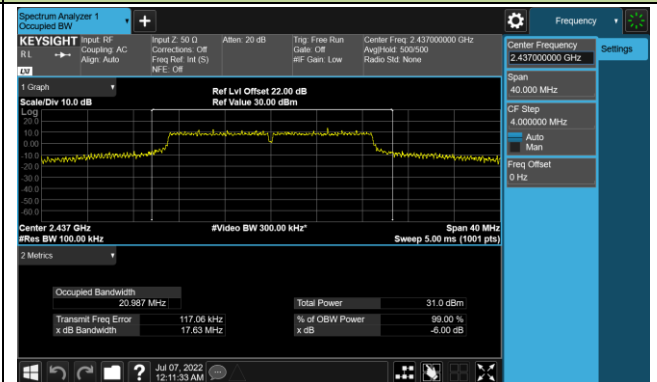 Spectrum Analyzer 1
Occupied BW
Frequency
KEYSIGHT
R L
LXI
Input: RF
Coupling: AC
Align: Auto
Input Z: 50 Ω
Corrections: Off
Freq Ref: Int (S)
NFE: Off
Atten: 20 dB
Trig: Free Run
Gate: Off
#IF Gain: Low
Center Freq: 2.437000000 GHz
Avg|Hold: 500/500
Radio Std: None
Center Frequency
2.437000000 GHz
Settings
Span
40.000 MHz
CF Step
4.000000 MHz
Auto
Man
Freq Offset
0 Hz
1 Graph
Scale/Div 10.0 dB
Ref Lvl Offset 22.00 dB
Ref Value 30.00 dBm
Log
20.0
10.0
0.00
-10.0
-20.0
-30.0
-40.0
-50.0
-60.0
Center 2.437 GHz
#Video BW 300.00 kHz*
Span 40 MHz
#Res BW 100.00 kHz
Sweep 5.00 ms (1001 pts)
2 Metrics
Occupied Bandwidth
20.987 MHz
Total Power 31.0 dBm
Transmit Freq Error 117.06 kHz
% of OBW Power 99.00 %
x dB Bandwidth 17.63 MHz
x dB -6.00 dB
Jul 07, 2022
12:11:33 AM